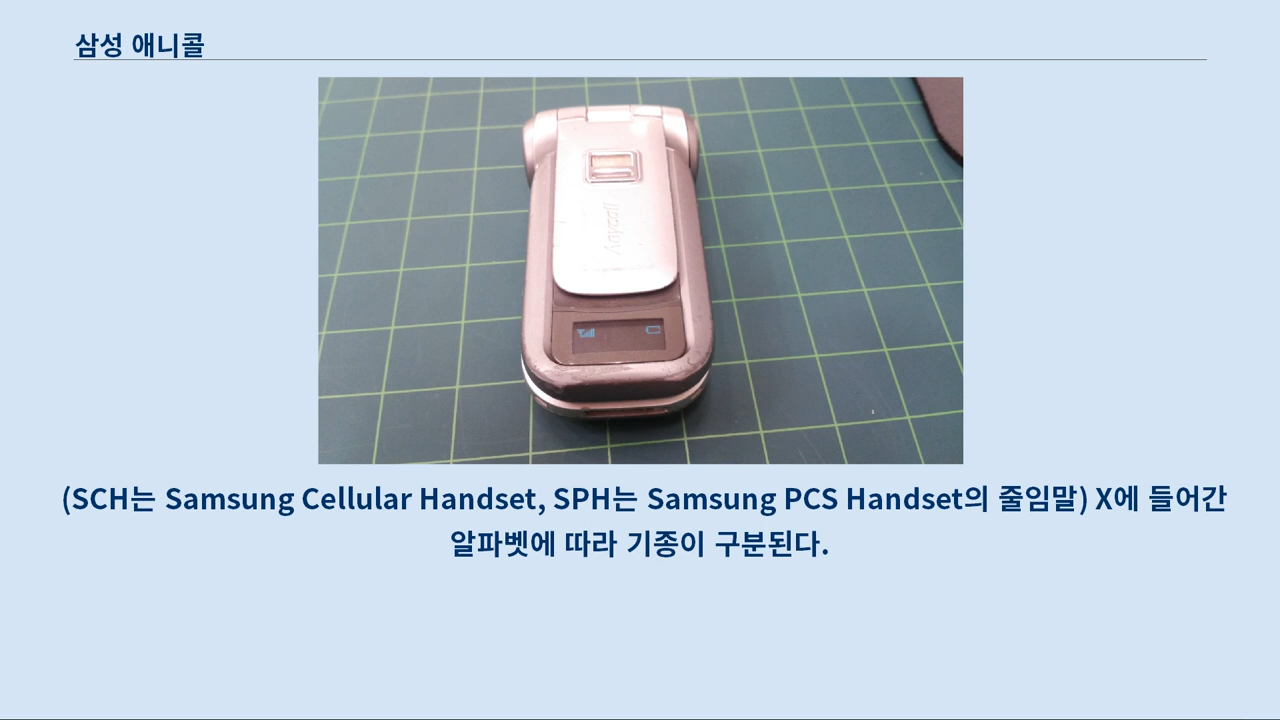 삼성 애니콜
Anycall
(SCH는 Samsung Cellular Handset, SPH는 Samsung PCS Handset의 줄임말) X에 들어간
알파벳에 따라 기종이 구분된다.